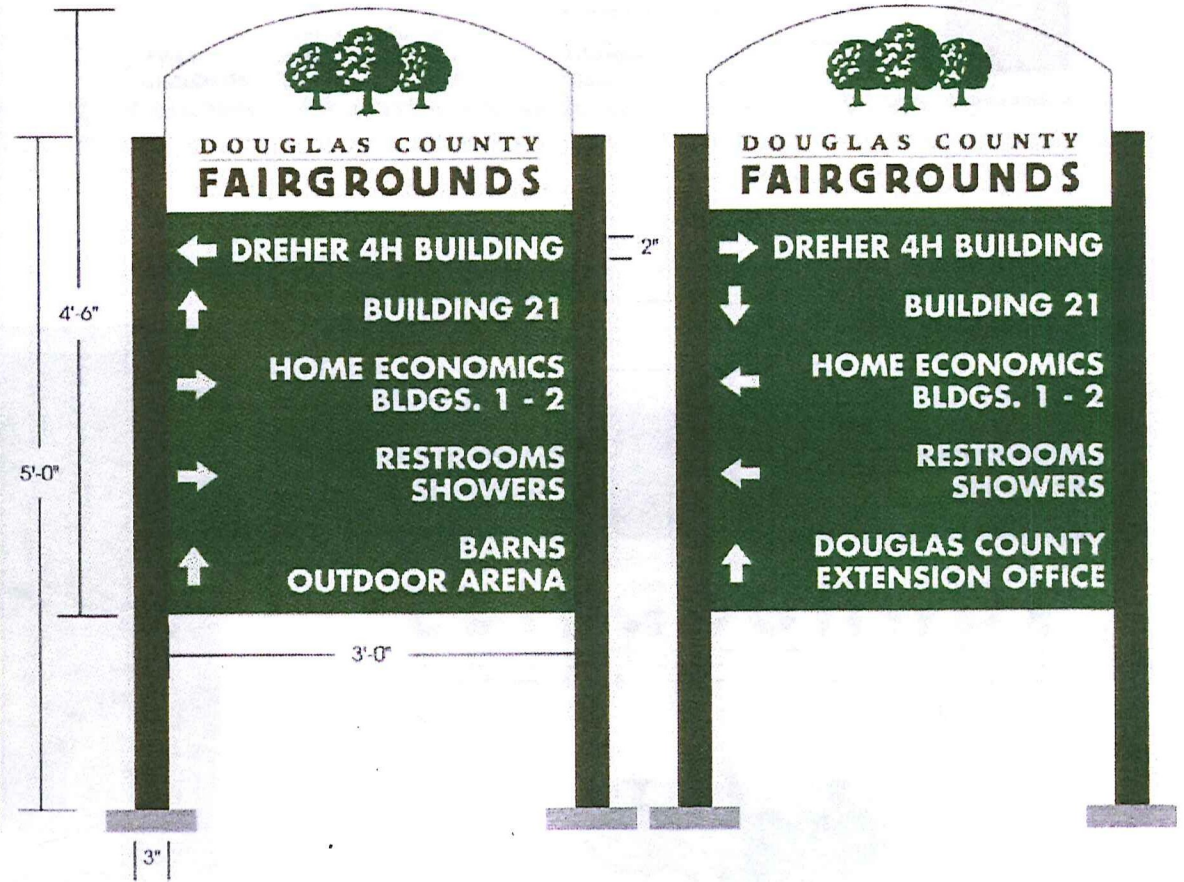 DOUGLAS COUNTY
FAIRGROUNDS
DREHER 4H BUILDING
BUILDING 21
HOME ECONOMICS
BLDGS. 1 - 2
RESTROOMS
SHOWERS
BARNS
OUTDOOR ARENA
4'-6"
5'-0"
3'-0"
3"
2"
DOUGLAS COUNTY
FAIRGROUNDS
DREHER 4H BUILDING
BUILDING 21
HOME ECONOMICS
BLDGS. 1 - 2
RESTROOMS
SHOWERS
DOUGLAS COUNTY
EXTENSION OFFICE